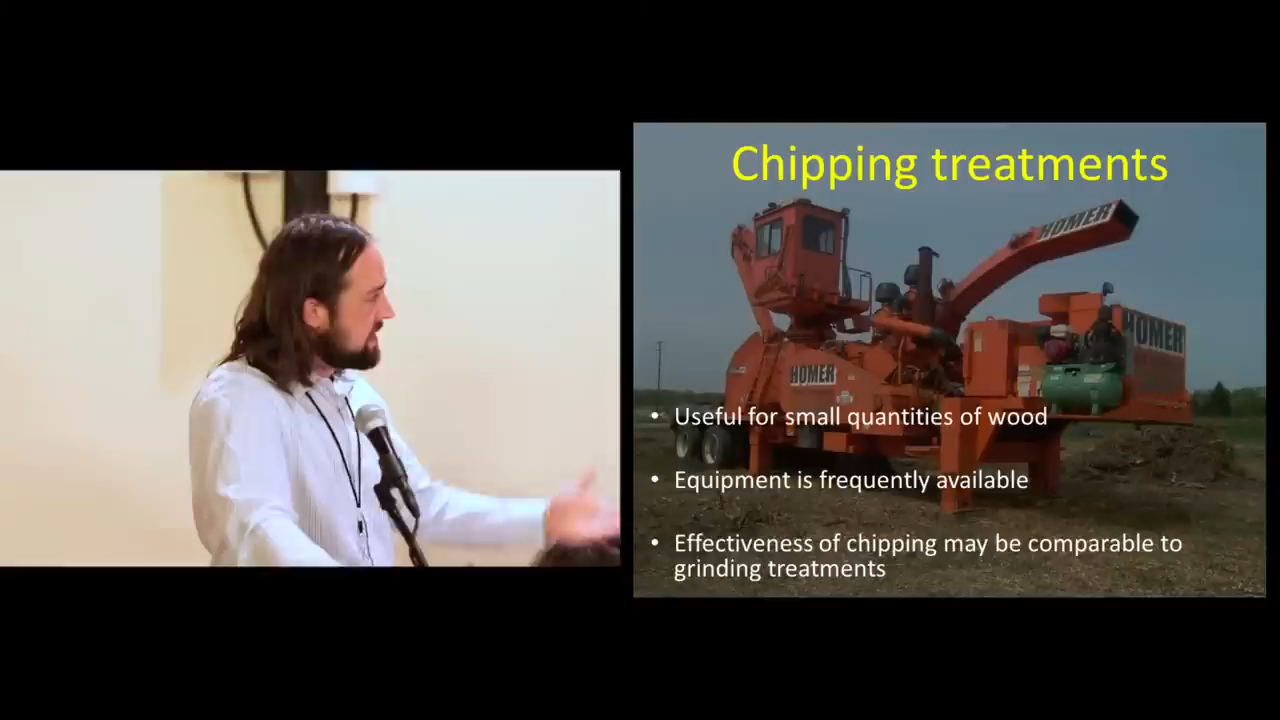 Chipping treatments
HOMER
HOMER
HOMER
• Useful for small quantities of wood
• Equipment is frequently available
• Effectiveness of chipping may be comparable to
grinding treatments